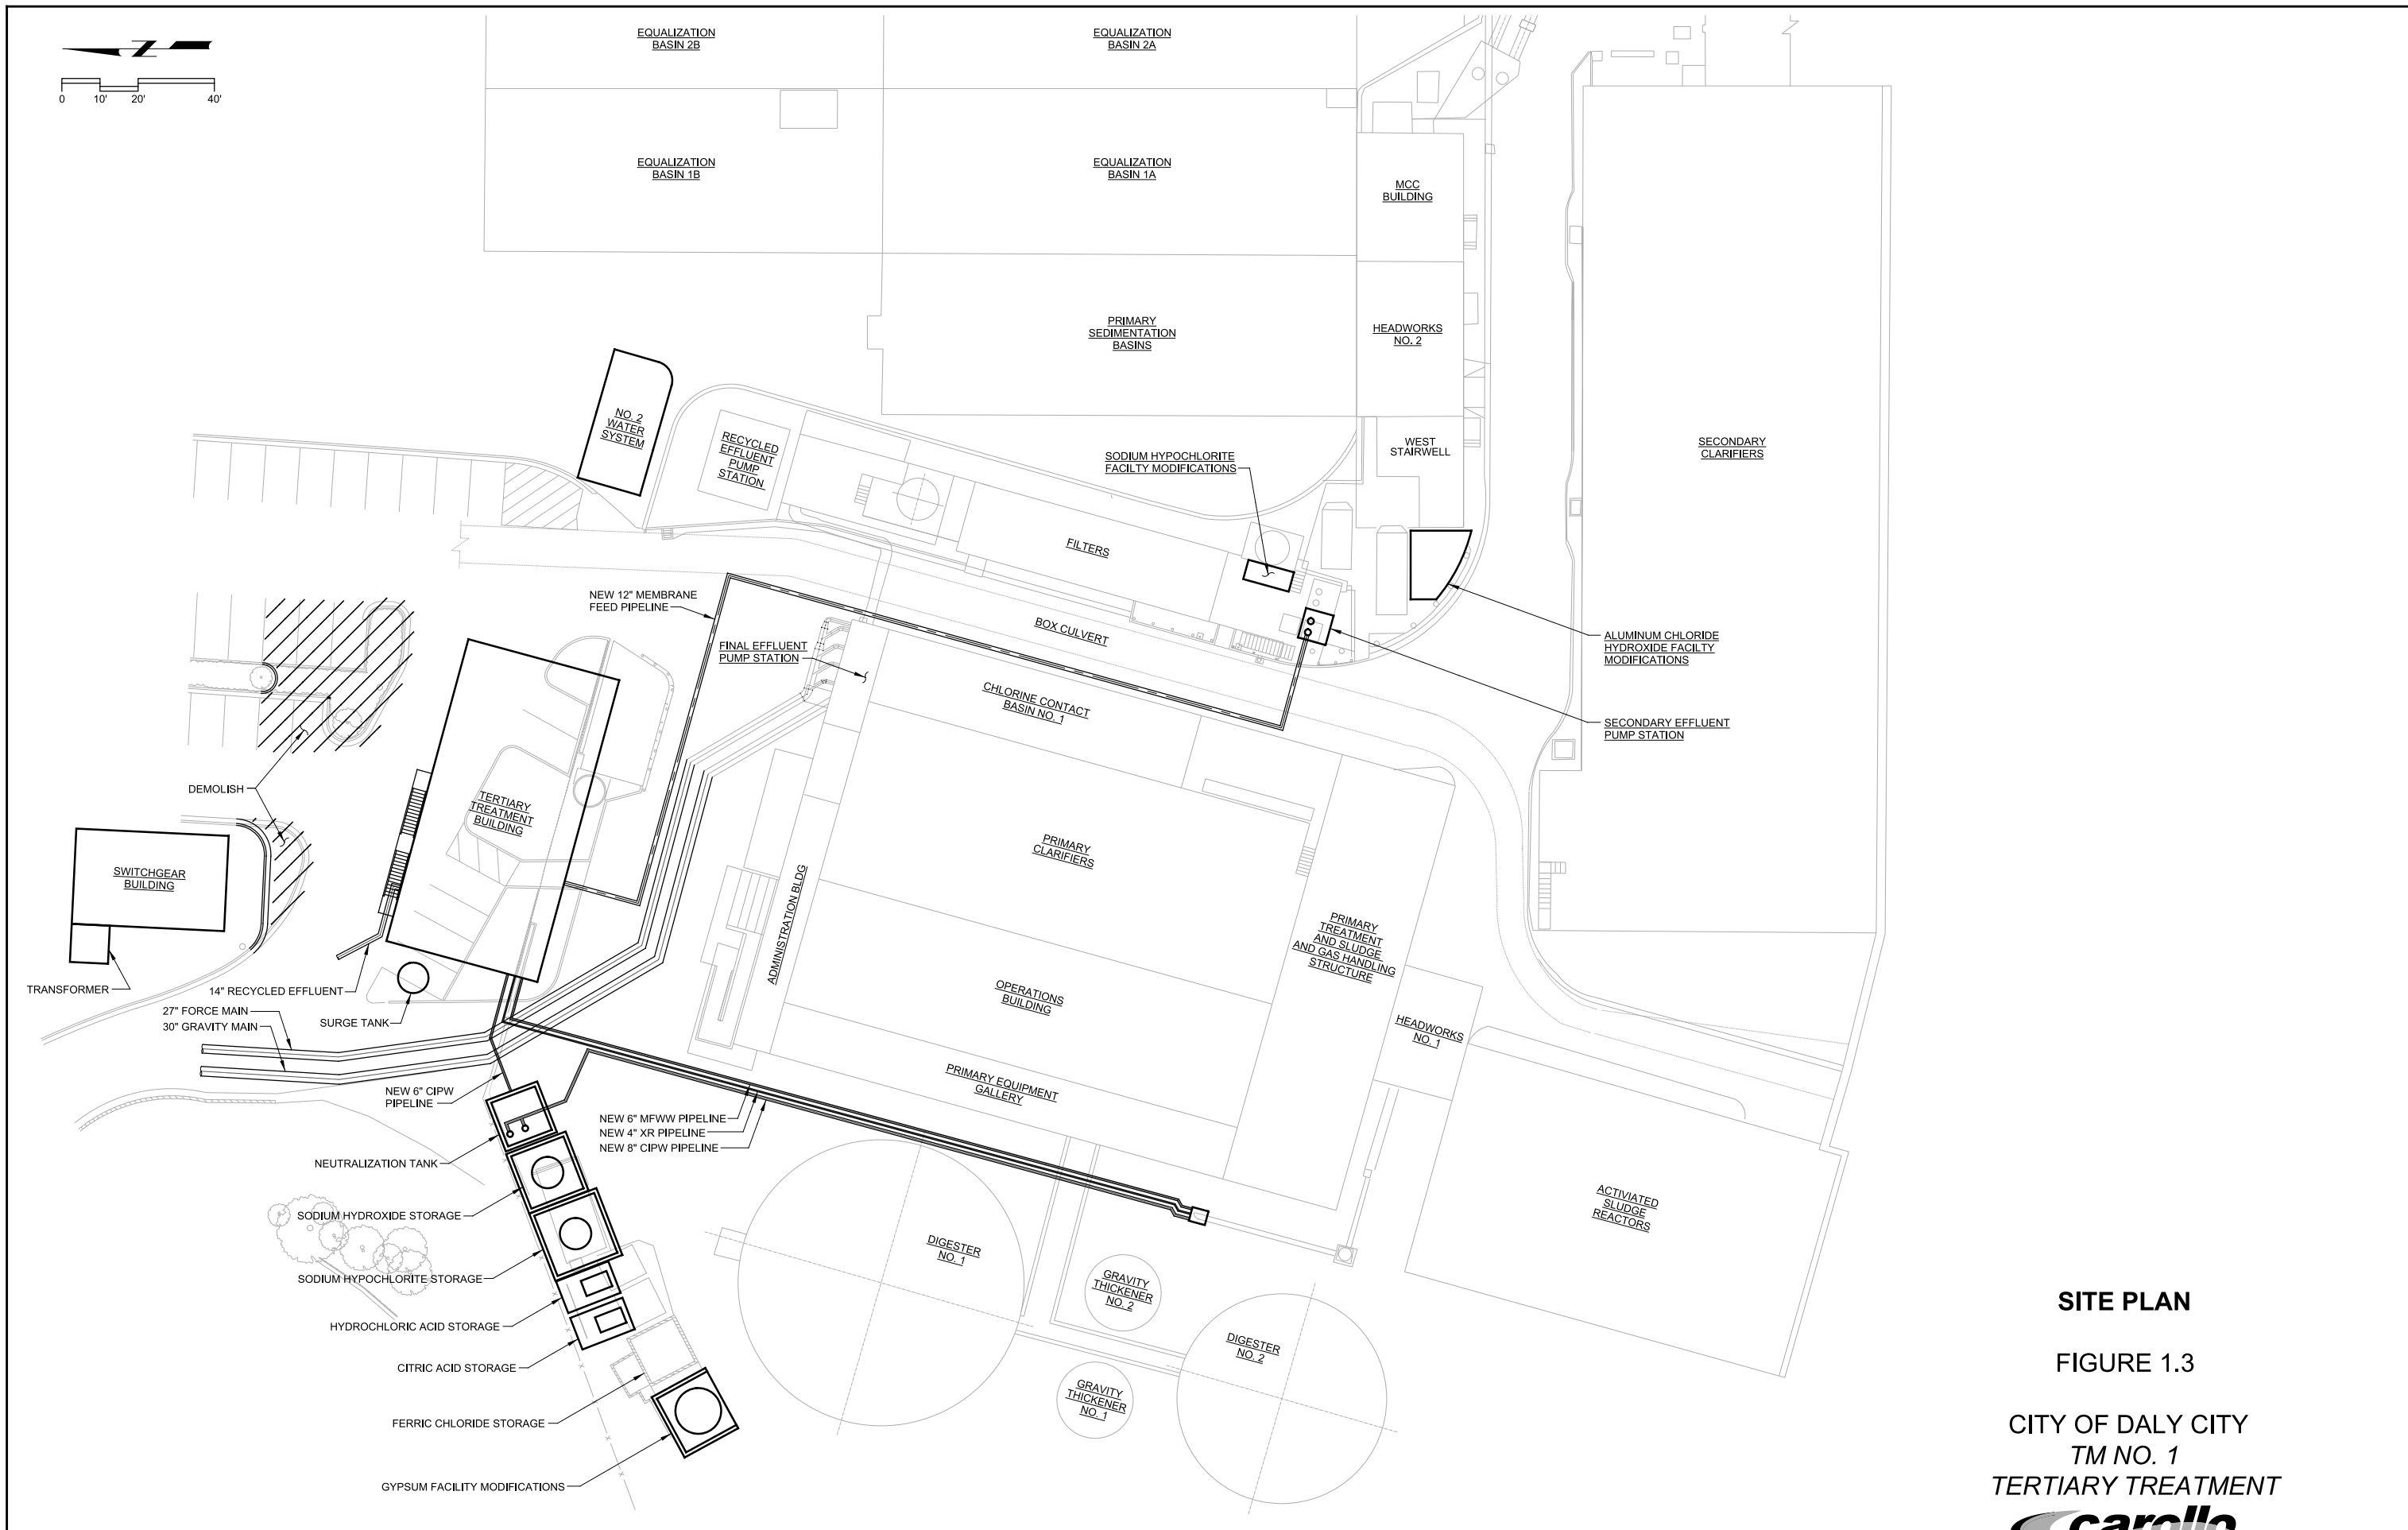 EQUALIZATION
BASIN 2B
EQUALIZATION
BASIN 2A
Z
0 10' 20' 40'
EQUALIZATION
BASIN 1B
EQUALIZATION
BASIN 1A
MCC
BUILDING
PRIMARY
SEDIMENTATION
BASINS
HEADWORKS
NO. 2
NO. 2
WATER
SYSTEM
RECYCLED
EFFLUENT
PUMP
STATION
SODIUM HYPOCHLORITE
FACILTY MODIFICATIONS
WEST
STAIRWELL
SECONDARY
CLARIFIERS
FILTERS
NEW 12" MEMBRANE
FEED PIPELINE
BOX CULVERT
FINAL EFFLUENT
PUMP STATION
ALUMINUM CHLORIDE
HYDROXIDE FACILTY
MODIFICATIONS
CHLORINE CONTACT
BASIN NO. 1
SECONDARY EFFLUENT
PUMP STATION
DEMOLISH
TERTIARY
TREATMENT
BUILDING
PRIMARY
CLARIFIERS
SWITCHGEAR
BUILDING
ADMINISTRATION BLDG
PRIMARY
TREATMENT
AND SLUDGE
AND GAS HANDLING
STRUCTURE
TRANSFORMER
14" RECYCLED EFFLUENT
27" FORCE MAIN
30" GRAVITY MAIN
SURGE TANK
OPERATIONS
BUILDING
HEADWORKS
NO. 1
NEW 6" CIPW
PIPELINE
PRIMARY EQUIPMENT
GALLERY
NEW 6" MFWW PIPELINE
NEW 4" XR PIPELINE
NEW 8" CIPW PIPELINE
NEUTRALIZATION TANK
SODIUM HYDROXIDE STORAGE
SODIUM HYPOCHLORITE STORAGE
HYDROCHLORIC ACID STORAGE
CITRIC ACID STORAGE
FERRIC CHLORIDE STORAGE
GYPSUM FACILITY MODIFICATIONS
DIGESTER
NO. 1
GRAVITY
THICKENER
NO. 2
DIGESTER
NO. 2
GRAVITY
THICKENER
NO. 1
ACTIVIATED
SLUDGE
REACTORS
SITE PLAN
FIGURE 1.3
CITY OF DALY CITY
TM NO. 1
TERTIARY TREATMENT
carollo